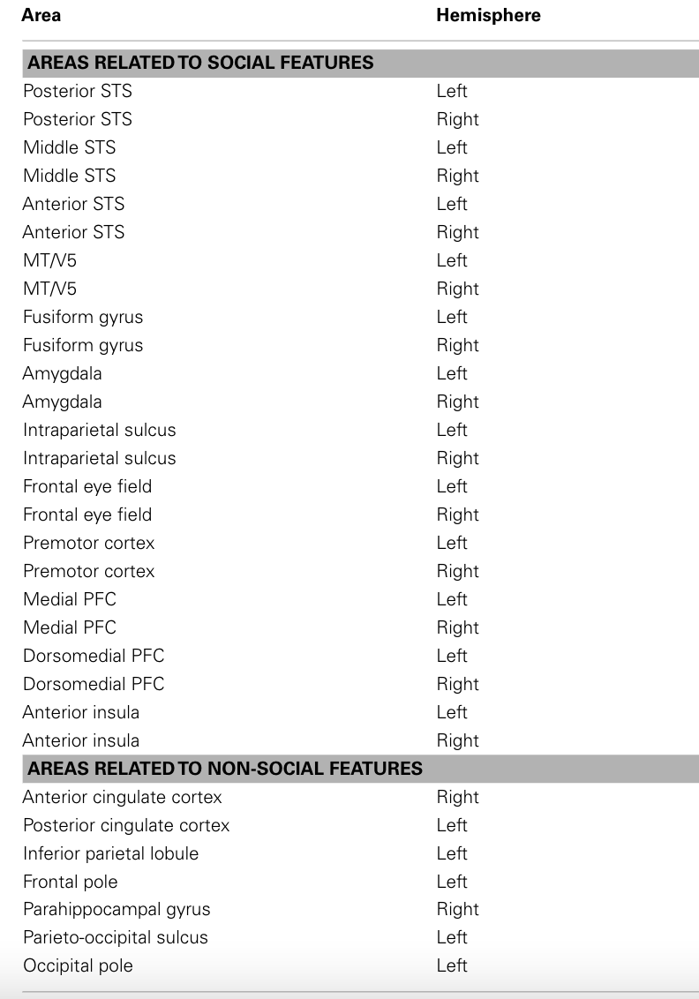 Area Hemisphere
AREAS RELATED TO SOCIAL FEATURES
Posterior STS Left
Posterior STS Right
Middle STS Left
Middle STS Right
Anterior STS Left
Anterior STS Right
MT/V5 Left
MT/V5 Right
Fusiform gyrus Left
Fusiform gyrus Right
Amygdala Left
Amygdala Right
Intraparietal sulcus Left
Intraparietal sulcus Right
Frontal eye field Left
Frontal eye field Right
Premotor cortex Left
Premotor cortex Right
Medial PFC Left
Medial PFC Right
Dorsomedial PFC Left
Dorsomedial PFC Right
Anterior insula Left
Anterior insula Right
AREAS RELATED TO NON-SOCIAL FEATURES
Anterior cingulate cortex Right
Posterior cingulate cortex Left
Inferior parietal lobule Left
Frontal pole Left
Parahippocampal gyrus Right
Parieto-occipital sulcus Left
Occipital pole Left